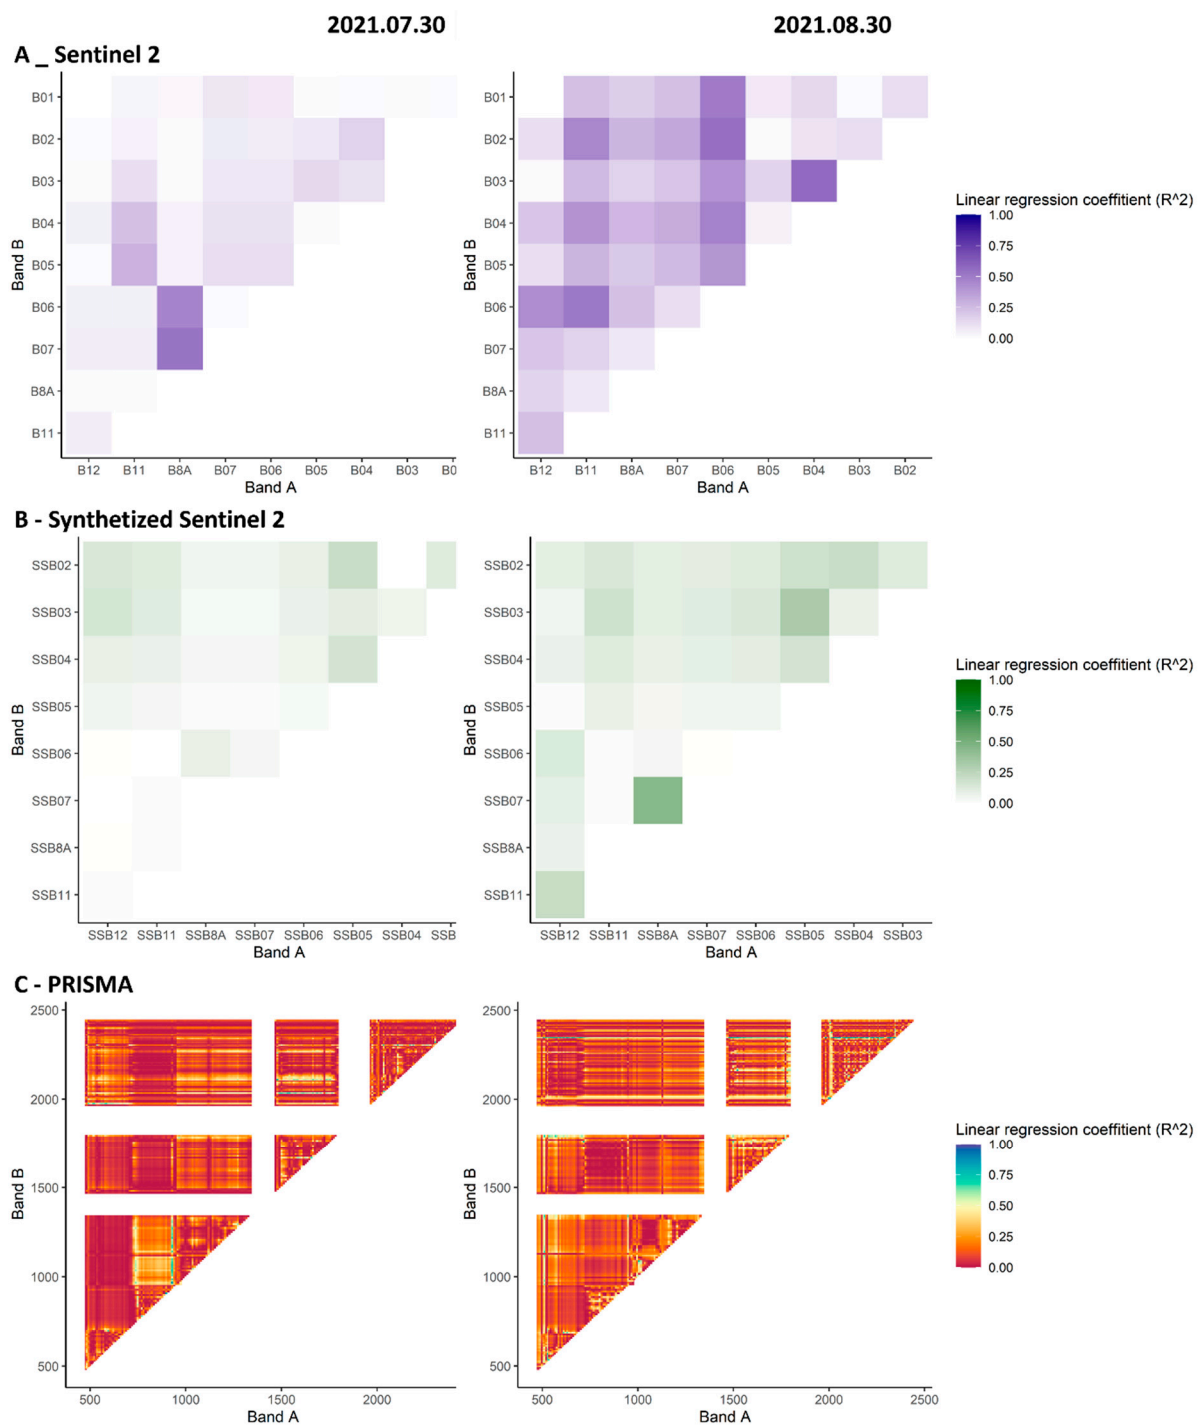 2021.07.30 2021.08.30
A _ Sentinel 2
B01
B02
B03
B04
B05
B06
B07
B8A
B11
Band B
B12 B11 B8A B07 B06 B05 B04 B03 B0
Band A
B01
B02
B03
B04
B05
B06
B07
B8A
B11
Band B
B12 B11 B8A B07 B06 B05 B04 B03 B02
Band A
Linear regression coeffitient (R^2)
1.00
0.75
0.50
0.25
0.00
B - Synthetized Sentinel 2
SSB02
SSB03
SSB04
SSB05
SSB06
SSB07
SSB8A
SSB11
Band B
SSB12 SSB11 SSB8A SSB07 SSB06 SSB05 SSB04 SSB
Band A
SSB02
SSB03
SSB04
SSB05
SSB06
SSB07
SSB8A
SSB11
Band B
SSB12 SSB11 SSB8A SSB07 SSB06 SSB05 SSB04 SSB03
Band A
Linear regression coeffitient (R^2)
1.00
0.75
0.50
0.25
0.00
C - PRISMA
2500
2000
1500
1000
500
Band B
500 1000 1500 2000
Band A
2500
2000
1500
1000
500
Band B
500 1000 1500 2000 2500
Band A
Linear regression coeffitient (R^2)
1.00
0.75
0.50
0.25
0.00